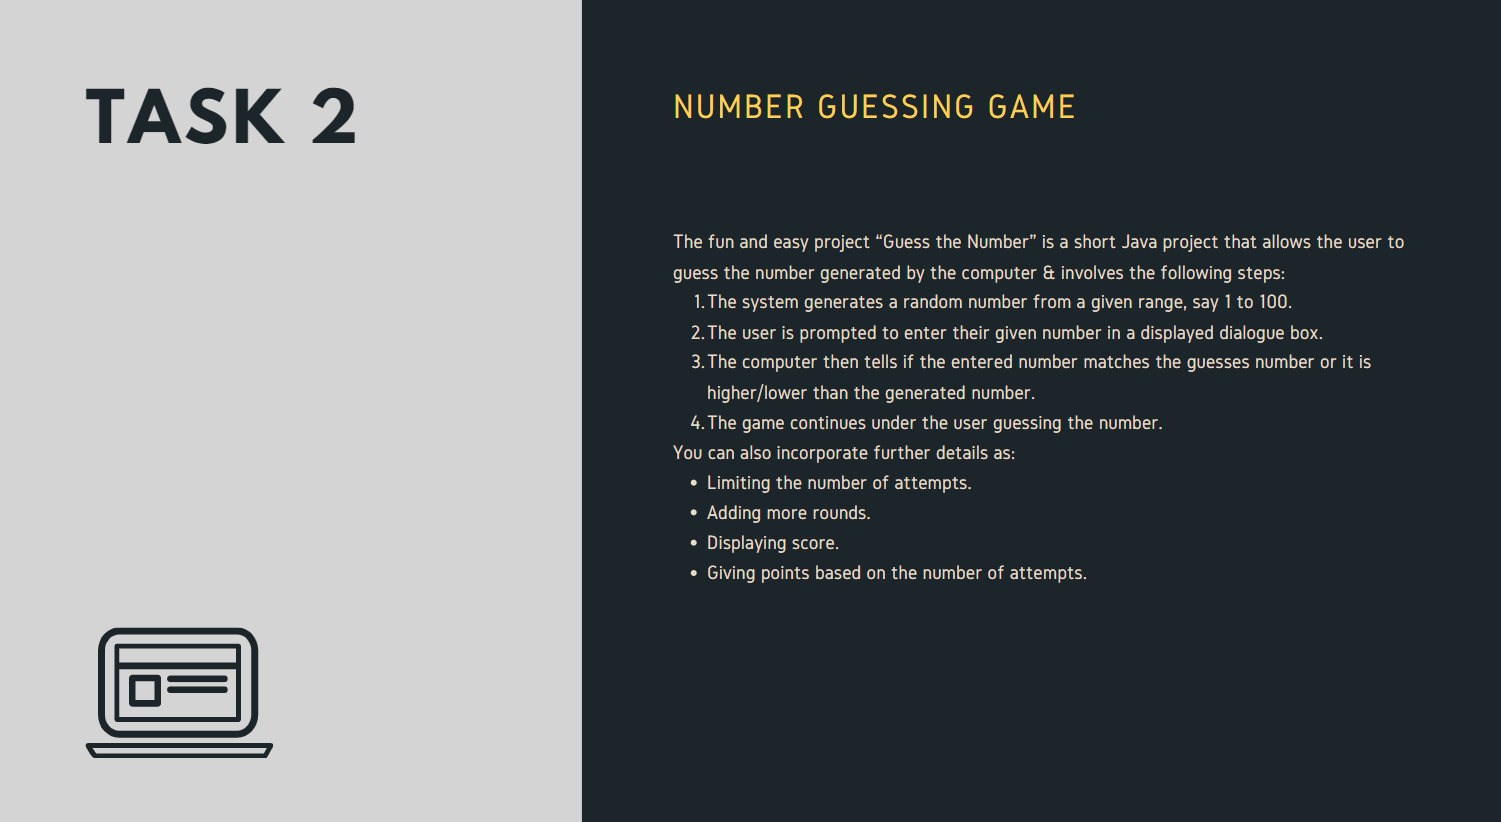 TASK 2
NUMBER GUESSING GAME
The fun and easy project “Guess the Number” is a short Java project that allows the user to
guess the number generated by the computer & involves the following steps:
1. The system generates a random number from a given range, say 1 to 100.
2. The user is prompted to enter their given number in a displayed dialogue box.
3. The computer then tells if the entered number matches the guesses number or it is
higher/lower than the generated number.
4. The game continues under the user guessing the number.
You can also incorporate further details as:
• Limiting the number of attempts.
• Adding more rounds.
• Displaying score.
• Giving points based on the number of attempts.